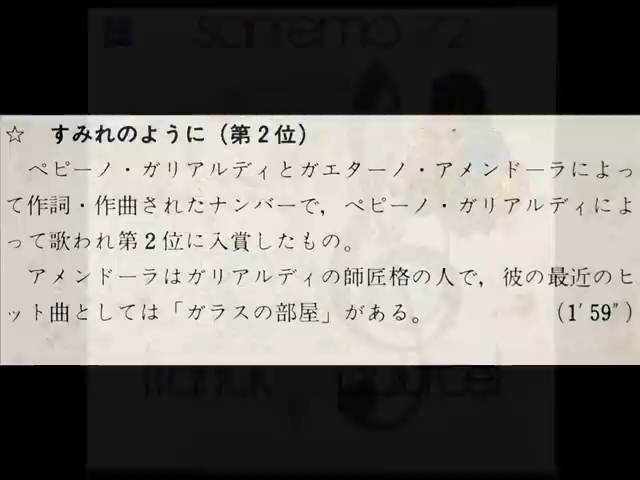 Sanremo 72
☆ すみれのように（第２位）
ペピーノ・ガリアルディとガエターノ・アメンドーラによっ
て作詞・作曲されたナンバーで，ペピーノ・ガリアルディによ
って歌われ第２位に入賞したもの。
アメンドーラはガリアルディの師匠格の人で，彼の最近のヒ
ット曲としては「ガラスの部屋」がある。 （1′59″）
franck pourcel